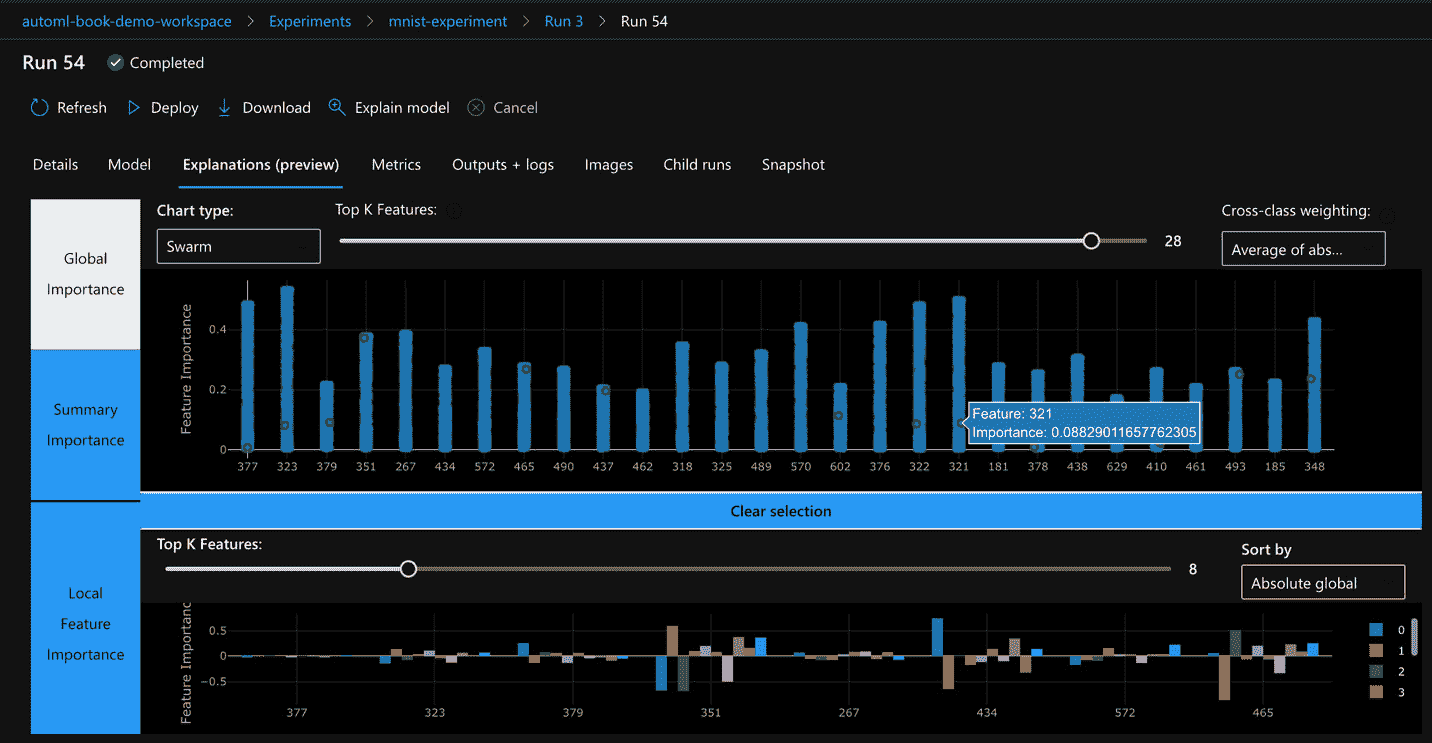 automl-book-demo-workspace > Experiments > mnist-experiment > Run 3 > Run 54
Run 54 Completed
Refresh Deploy Download Explain model Cancel
Details Model Explanations (preview) Metrics Outputs + logs Images Child runs Snapshot
Global
Importance
Summary
Importance
Local
Feature
Importance
Chart type:
Swarm
Top K Features:
28
Cross-class weighting:
Average of abs...
Feature Importance
0.4
0.2
0
Feature: 321
Importance: 0.08829011657762305
377 323 379 351 267 434 572 465 490 437 462 318 325 489 570 602 376 322 321 181 378 438 629 410 461 493 185 348
Clear selection
Top K Features:
8
Sort by
Absolute global
Feature Importanc
0.5
0
−0.5
377 323 379 351 267 434 572 465
0
1
2
3